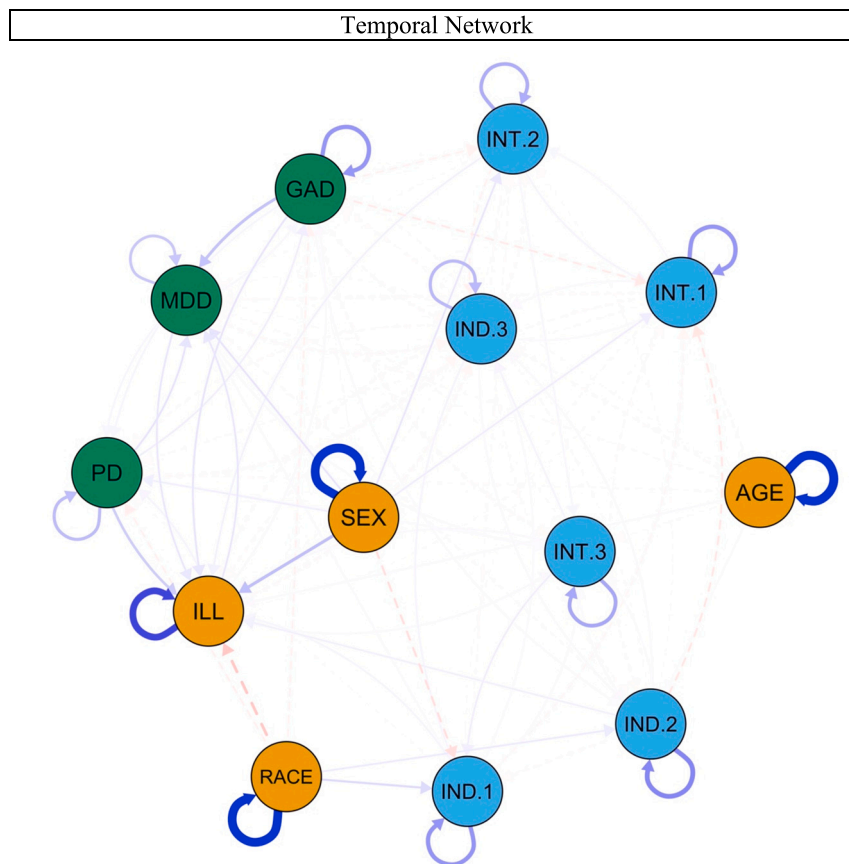 Temporal Network
INT.2
GAD
MDD
INT.1
IND.3
PD
SEX
AGE
INT.3
ILL
IND.2
RACE
IND.1